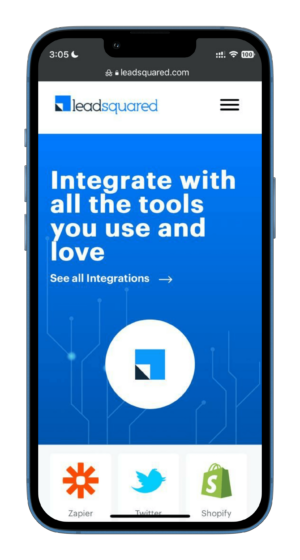 3:05
100
leadsquared.com
leadsquared
Integrate with
all the tools
you use and
love
See all Integrations →
S
Zapier
Twitter
Shopify